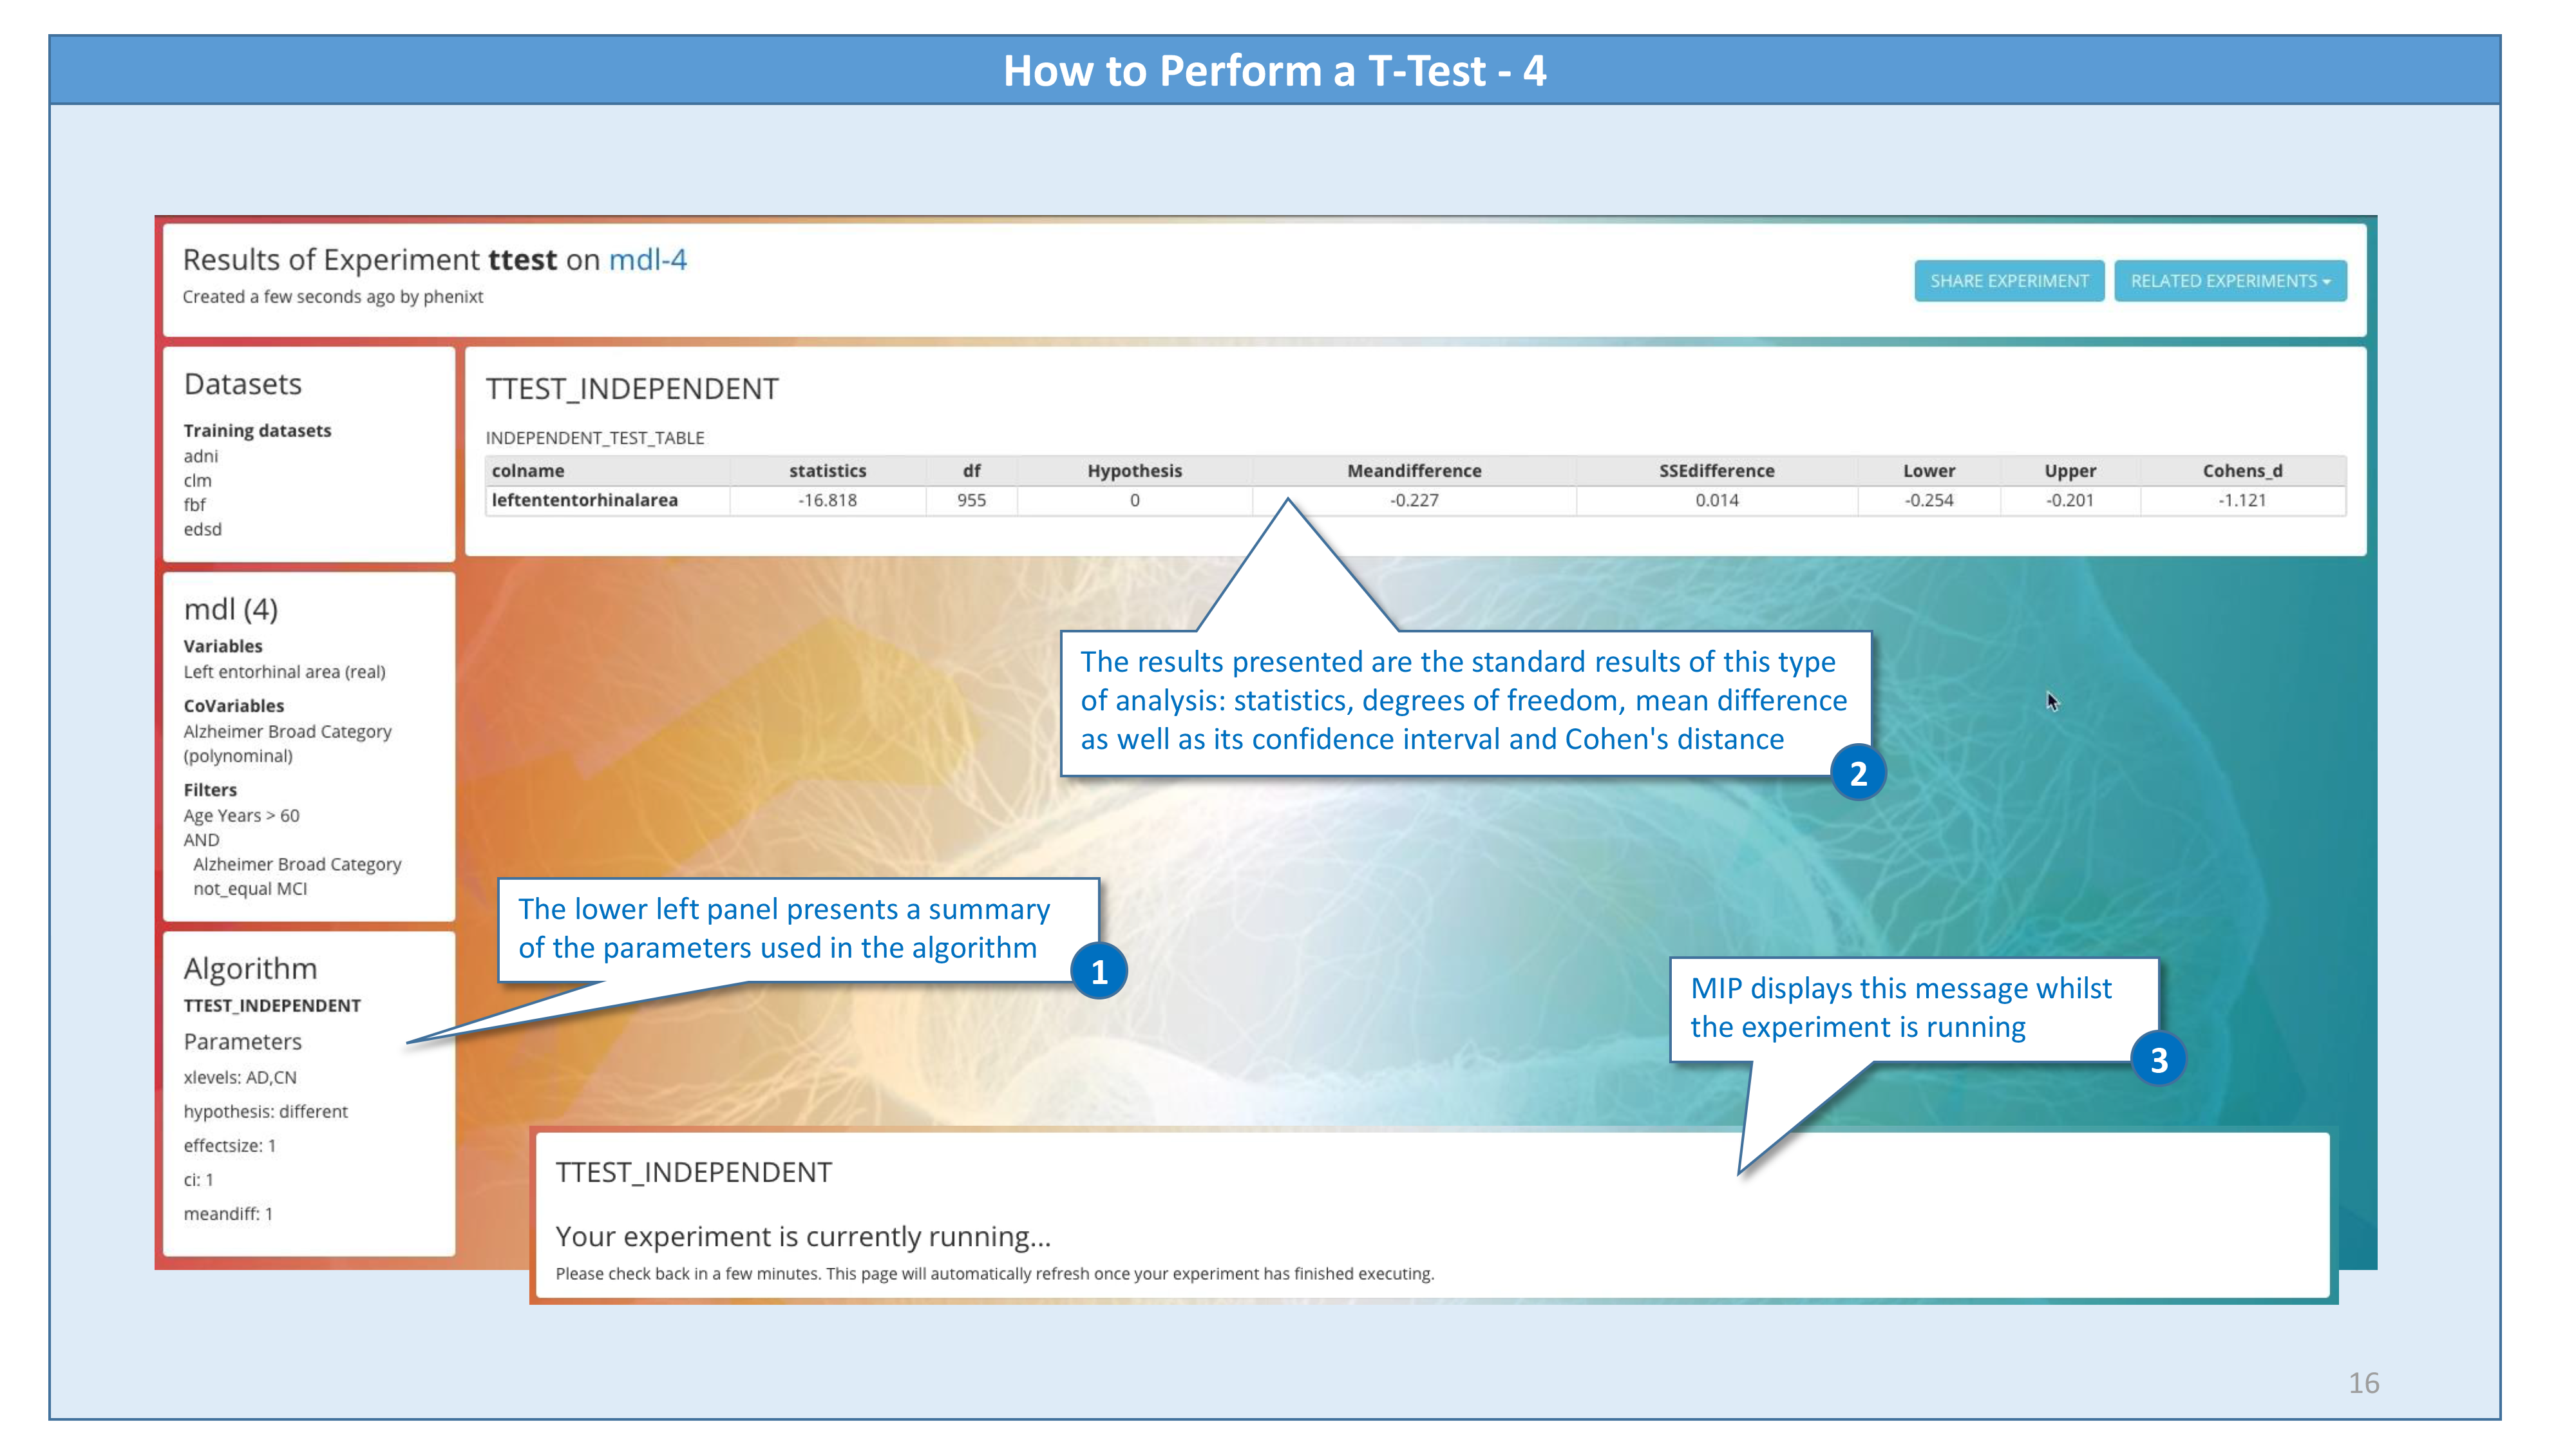 How to Perform a T-Test - 4
Results of Experiment ttest on mdl-4
Created a few seconds ago by phenixt
SHARE EXPERIMENT
RELATED EXPERIMENTS
Datasets
Training datasets
adni
clm
fbf
edsd
TTEST_INDEPENDENT
INDEPENDENT_TEST_TABLE
colname statistics df Hypothesis Meandifference SSEdifference Lower Upper Cohens_d
leftententorhinalarea -16.818 955 0 -0.227 0.014 -0.254 -0.201 -1.121
mdl (4)
Variables
Left entorhinal area (real)
CoVariables
Alzheimer Broad Category
(polynominal)
Filters
Age Years > 60
AND
Alzheimer Broad Category
not_equal MCI
The results presented are the standard results of this type
of analysis: statistics, degrees of freedom, mean difference
as well as its confidence interval and Cohen's distance
2
The lower left panel presents a summary
of the parameters used in the algorithm
1
Algorithm
TTEST_INDEPENDENT
Parameters
xlevels: AD,CN
hypothesis: different
effectsize: 1
ci: 1
meandiff: 1
MIP displays this message whilst
the experiment is running
3
TTEST_INDEPENDENT
Your experiment is currently running...
Please check back in a few minutes. This page will automatically refresh once your experiment has finished executing.
16